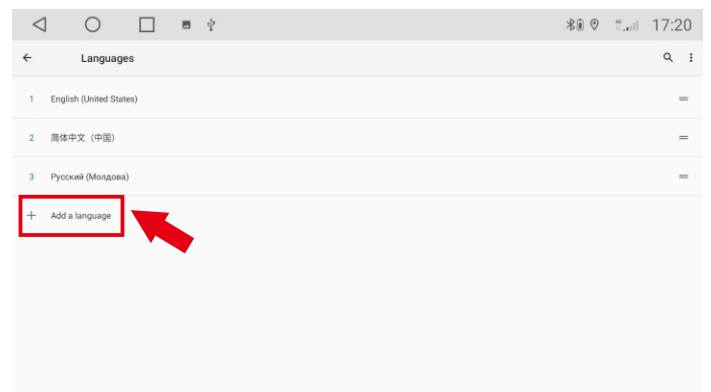 17:20
Languages
1 English (United States)
2 简体中文（中国）
3 Русский (Молдова)
+ Add a language